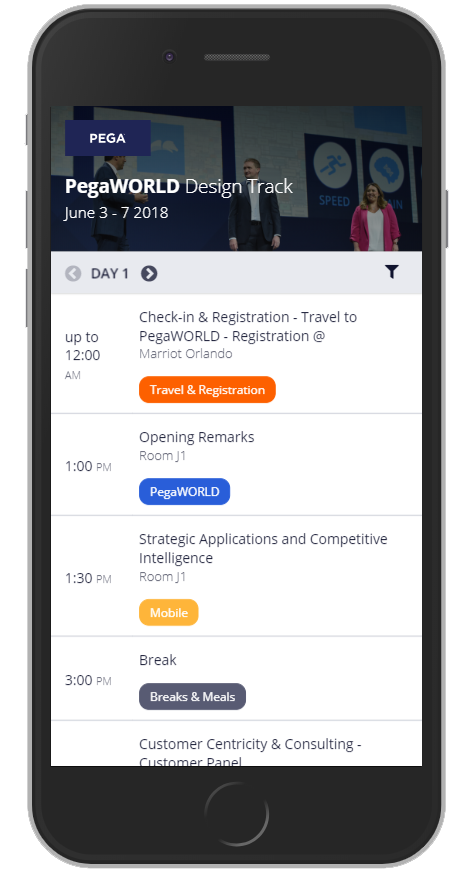 PEGA
PegaWORLD Design Track
June 3 - 7 2018
SPEED
DAY 1
up to
12:00
AM
Check-in & Registration - Travel to
PegaWORLD - Registration @
Marriot Orlando
Travel & Registration
1:00 PM
Opening Remarks
Room J1
PegaWORLD
1:30 PM
Strategic Applications and Competitive
Intelligence
Room J1
Mobile
3:00 PM
Break
Breaks & Meals
Customer Centricity & Consulting -
Customer Panel